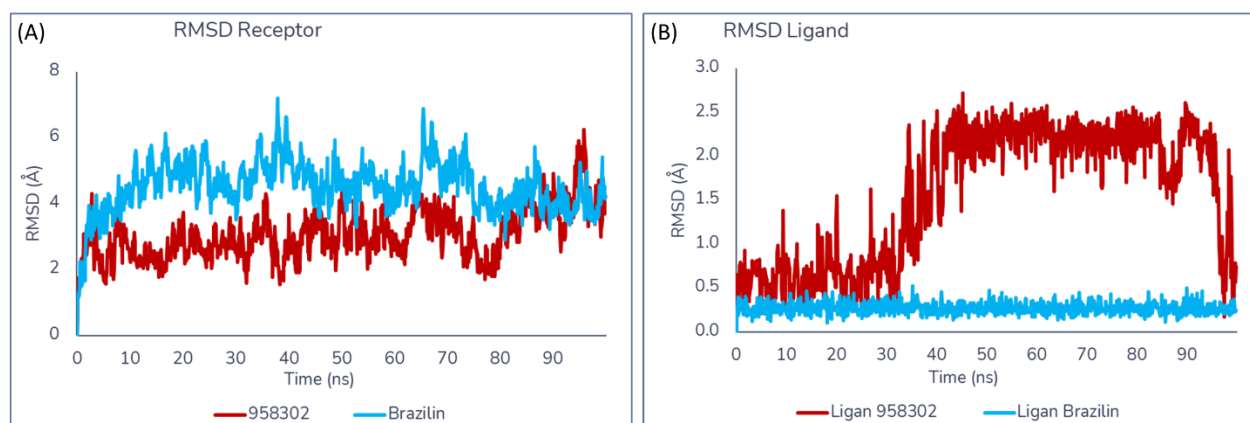 (A)
RMSD Receptor
RMSD (Å)
8
6
4
2
0
0 10 20 30 40 50 60 70 80 90
Time (ns)
958302 Brazilin
(B)
RMSD Ligand
RMSD (Å)
3.0
2.5
2.0
1.5
1.0
0.5
0.0
0 10 20 30 40 50 60 70 80 90
Time (ns)
Ligan 958302 Ligan Brazilin